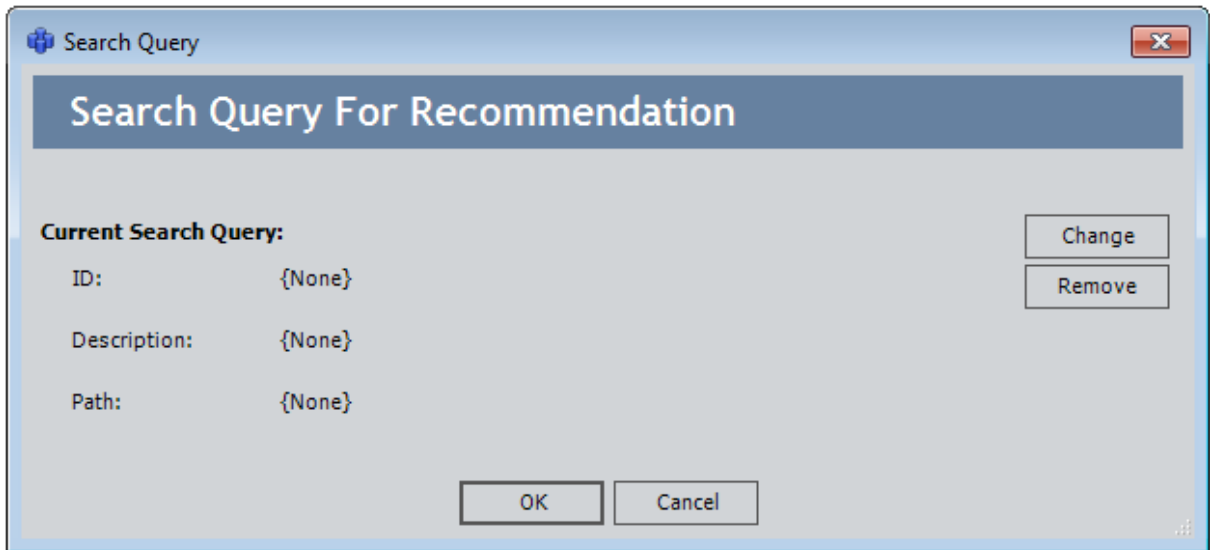 Search Query
Search Query For Recommendation
Current Search Query:
Change
ID: {None}
Remove
Description: {None}
Path: {None}
OK Cancel